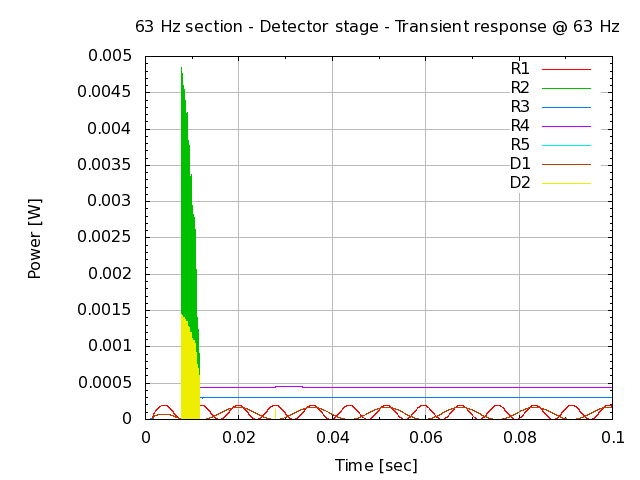 63 Hz section - Detector stage - Transient response @ 63 Hz
0.005
0.0045
0.004
0.0035
0.003
0.0025
0.002
0.0015
0.001
0.0005
0
Power [W]
R1
R2
R3
R4
R5
D1
D2
0 0.02 0.04 0.06 0.08 0.1
Time [sec]